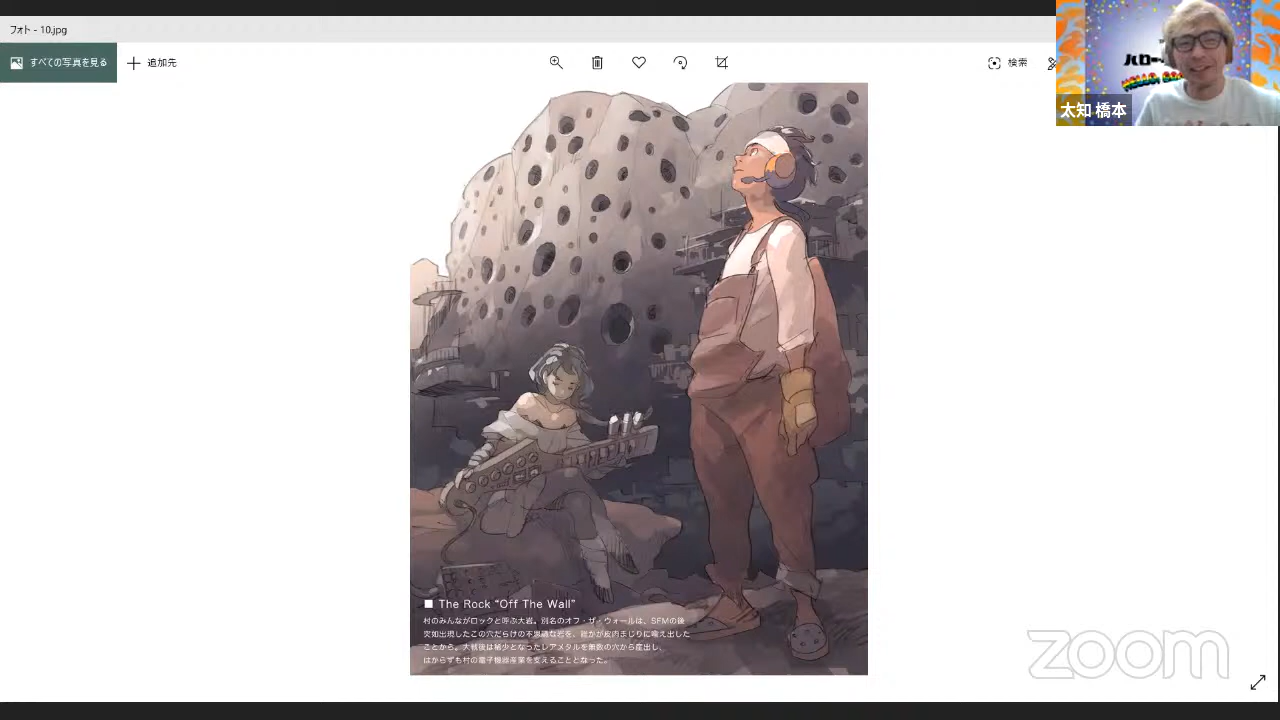 フォト - 10.jpg
すべての写真を見る
追加先
検索
ハロー
HELLO,
太知 橋本
■ The Rock “Off The Wall”
村のみんながロックと呼ぶ大岩。別名のオフ・ザ・ウォールは、SFMの後
突如出現したこの穴だらけの不思議な岩を、誰かが皮肉まじりに喩え出した
ことから。大戦後は稀少となったレアメタルを無数の穴から産出し、
はからずも村の電子機器産業を支えることとなった。
zoom